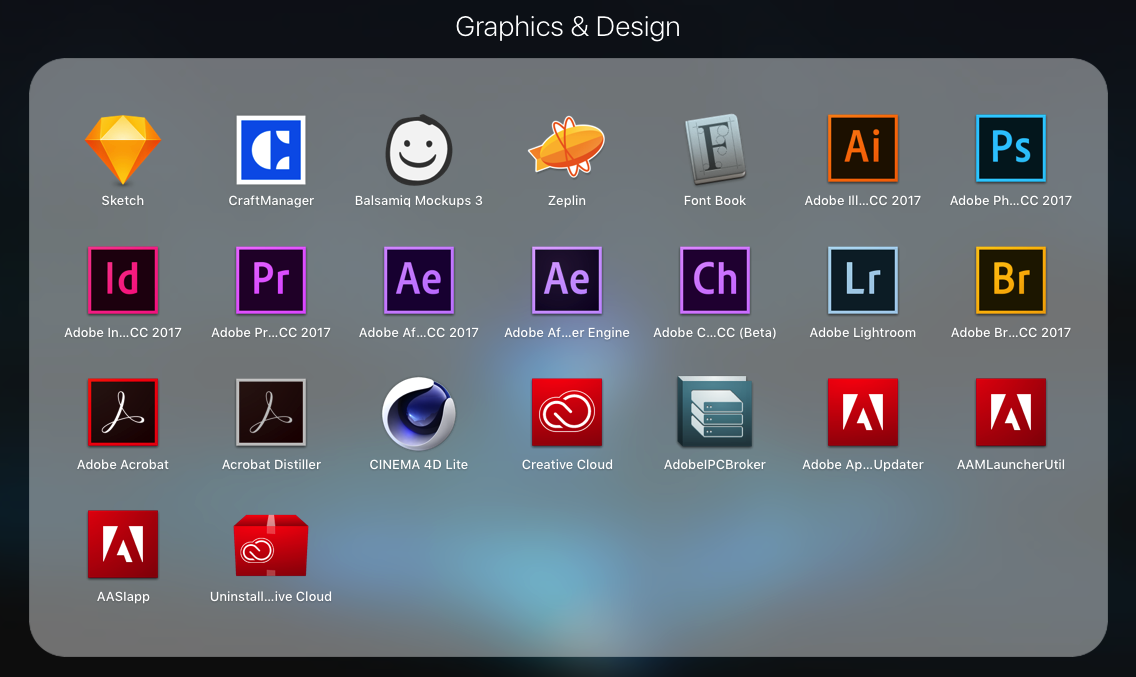 Graphics & Design
F
Ai
Ps
Sketch
CraftManager
Balsamiq Mockups 3
Zeplin
Font Book
Adobe Ill...CC 2017
Adobe Ph...CC 2017
Id
Pr
Ae
Ae
Ch
Lr
Br
Adobe In...CC 2017
Adobe Pr...CC 2017
Adobe Af...CC 2017
Adobe Af...er Engine
Adobe C...CC (Beta)
Adobe Lightroom
Adobe Br...CC 2017
Adobe Acrobat
Acrobat Distiller
CINEMA 4D Lite
Creative Cloud
AdobeIPCBroker
Adobe Ap...Updater
AAMLauncherUtil
AASIapp
Uninstall...ive Cloud